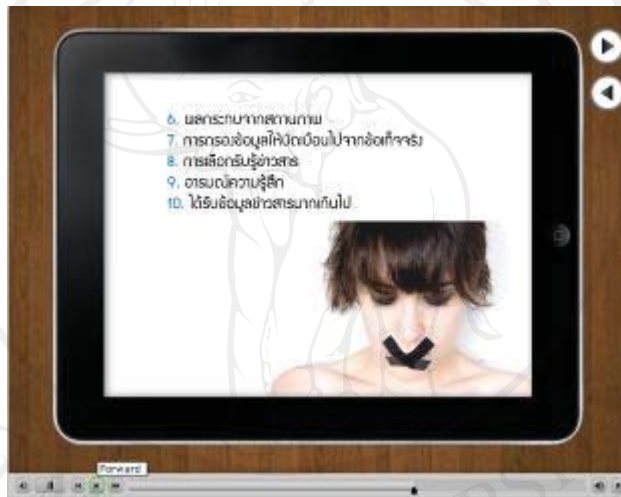 6. ผลกระทบจากสถานภาพ
7. การกรองข้อมูลให้บิดเบือนไปจากข้อเท็จจริง
8. การเลือกรับรู้ข่าวสาร
9. อารมณ์ความรู้สึก
10. ได้รับข้อมูลข่าวสารมากเกินไป
Forward